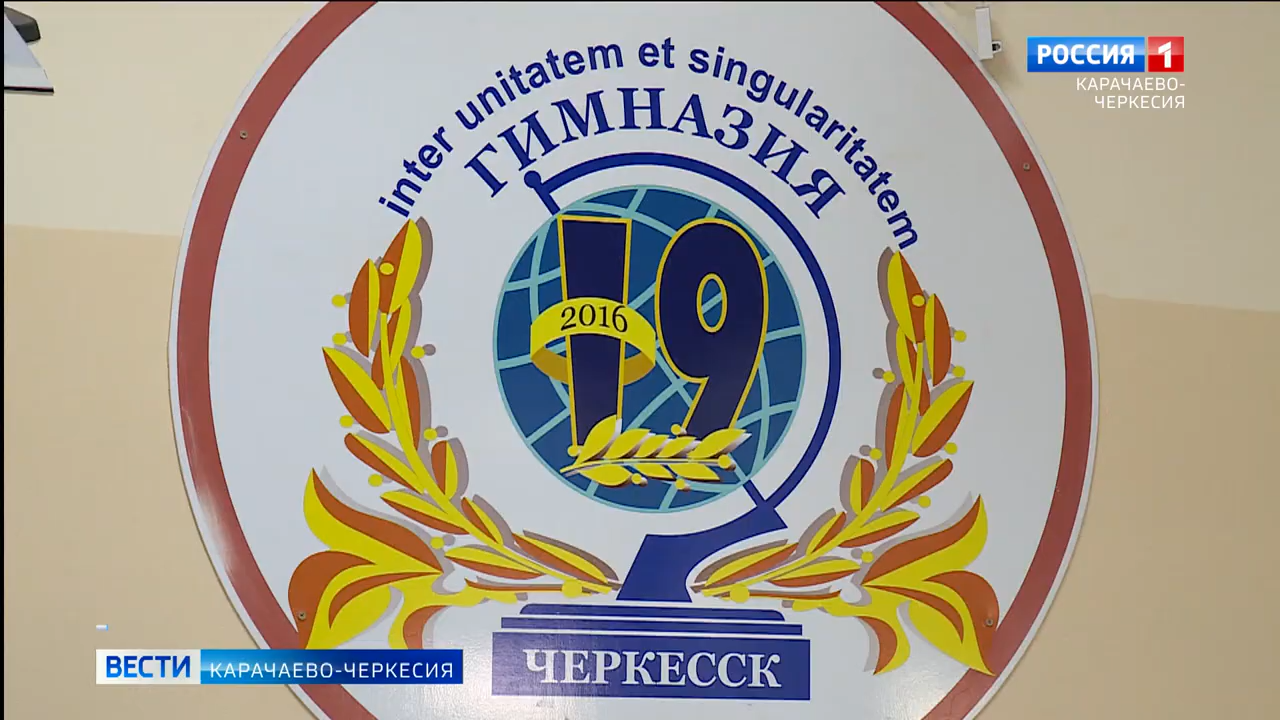 РОССИЯ 1
КАРАЧАЕВО-
ЧЕРКЕСИЯ
inter unitatem et singularitatem
ГИМНАЗИЯ
19
2016
ЧЕРКЕССК
ВЕСТИ КАРАЧАЕВО-ЧЕРКЕСИЯ